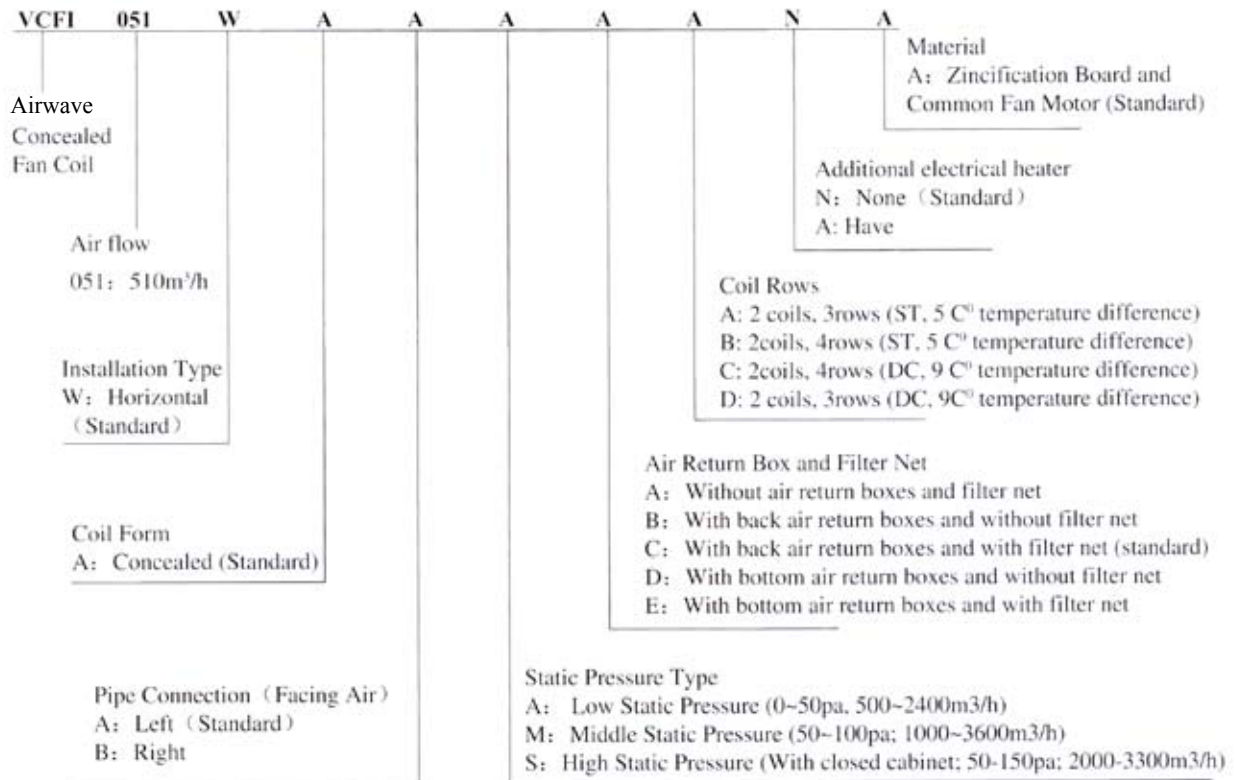 VCFI 051 W A A A A A N A
Material
A: Zincification Board and
Common Fan Motor (Standard)
Airwave
Concealed
Fan Coil
Additional electrical heater
N: None (Standard)
A: Have
Air flow
051: 510m³/h
Coil Rows
A: 2 coils, 3rows (ST, 5 C⁰ temperature difference)
B: 2coils, 4rows (ST, 5 C⁰ temperature difference)
C: 2coils, 4rows (DC, 9 C⁰ temperature difference)
D: 2 coils, 3rows (DC, 9C⁰ temperature difference)
Installation Type
W: Horizontal
(Standard)
Air Return Box and Filter Net
A: Without air return boxes and filter net
B: With back air return boxes and without filter net
C: With back air return boxes and with filter net (standard)
D: With bottom air return boxes and without filter net
E: With bottom air return boxes and with filter net
Coil Form
A: Concealed (Standard)
Static Pressure Type
A: Low Static Pressure (0~50pa, 500~2400m3/h)
M: Middle Static Pressure (50~100pa; 1000~3600m3/h)
S: High Static Pressure (With closed cabinet; 50-150pa; 2000-3300m3/h)
Pipe Connection (Facing Air)
A: Left (Standard)
B: Right